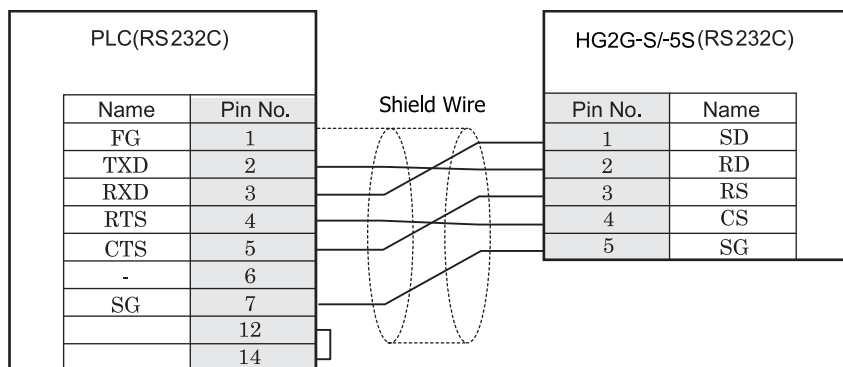 PLC(RS232C)
HG2G-S/-5S(RS232C)
Shield Wire
Name Pin No.
FG 1
TXD 2
RXD 3
RTS 4
CTS 5
- 6
SG 7
12
14
Pin No. Name
1 SD
2 RD
3 RS
4 CS
5 SG